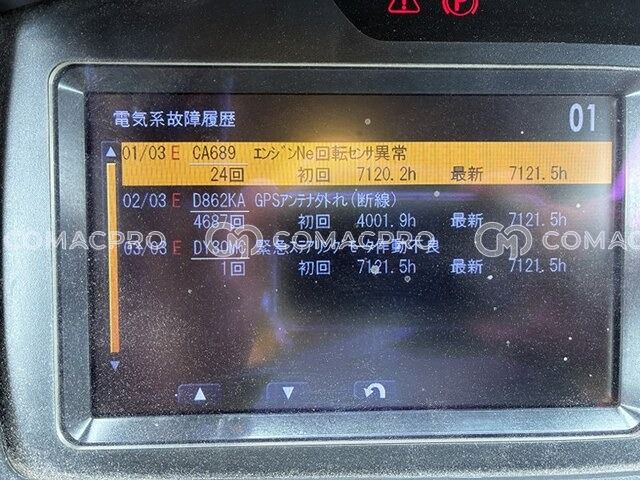 電気系故障履歴 01
01/03 E CA689 ｴﾝｼﾞﾝNe回転ｾﾝｻ異常
24回 初回 7120.2h 最新 7121.5h
02/03 E D862KA GPSｱﾝﾃﾅ外れ(断線)
4687回 初回 4001.9h 最新 7121.5h
COMACPRO CM COMACPRO CM COMACPRO
03/03 E 緊急ｽﾃｱﾘﾝｸﾞﾓｰﾀ作動不良
1回 初回 7121.5h 最新 7121.5h